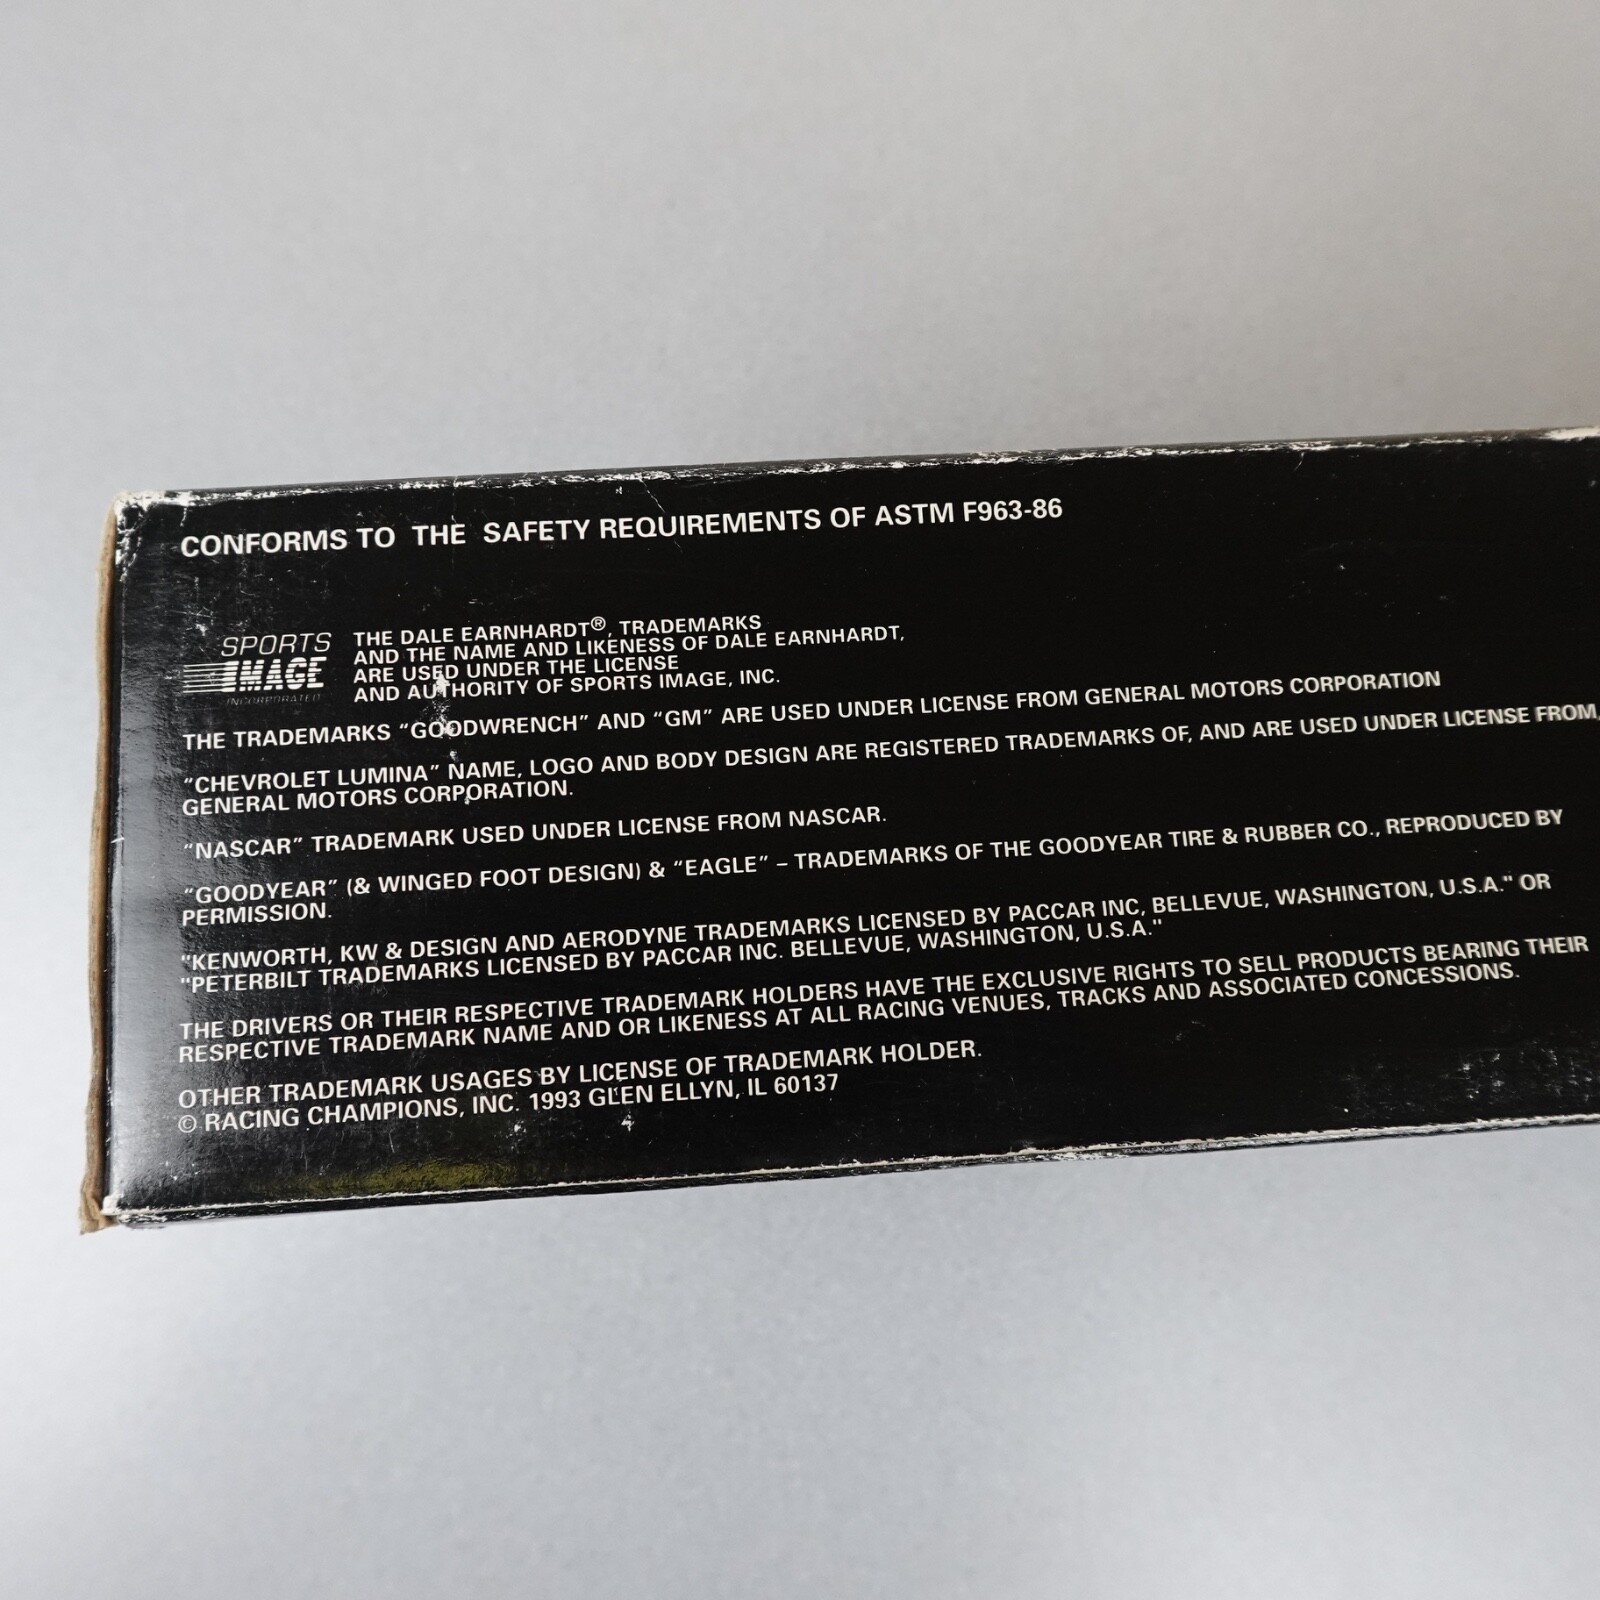 CONFORMS TO THE SAFETY REQUIREMENTS OF ASTM F963-86
SPORTS
IMAGE
INCORPORATED
THE DALE EARNHARDT®, TRADEMARKS
AND THE NAME AND LIKENESS OF DALE EARNHARDT,
ARE USED UNDER THE LICENSE
AND AUTHORITY OF SPORTS IMAGE, INC.
THE TRADEMARKS “GOODWRENCH” AND “GM” ARE USED UNDER LICENSE FROM GENERAL MOTORS CORPORATION
“CHEVROLET LUMINA” NAME, LOGO AND BODY DESIGN ARE REGISTERED TRADEMARKS OF, AND ARE USED UNDER LICENSE FROM,
GENERAL MOTORS CORPORATION.
“NASCAR” TRADEMARK USED UNDER LICENSE FROM NASCAR.
“GOODYEAR” (& WINGED FOOT DESIGN) & “EAGLE” – TRADEMARKS OF THE GOODYEAR TIRE & RUBBER CO., REPRODUCED BY
PERMISSION.
"KENWORTH, KW & DESIGN AND AERODYNE TRADEMARKS LICENSED BY PACCAR INC, BELLEVUE, WASHINGTON, U.S.A." OR
"PETERBILT TRADEMARKS LICENSED BY PACCAR INC. BELLEVUE, WASHINGTON, U.S.A."
THE DRIVERS OR THEIR RESPECTIVE TRADEMARK HOLDERS HAVE THE EXCLUSIVE RIGHTS TO SELL PRODUCTS BEARING THEIR
RESPECTIVE TRADEMARK NAME AND OR LIKENESS AT ALL RACING VENUES, TRACKS AND ASSOCIATED CONCESSIONS.
OTHER TRADEMARK USAGES BY LICENSE OF TRADEMARK HOLDER.
© RACING CHAMPIONS, INC. 1993 GLEN ELLYN, IL 60137